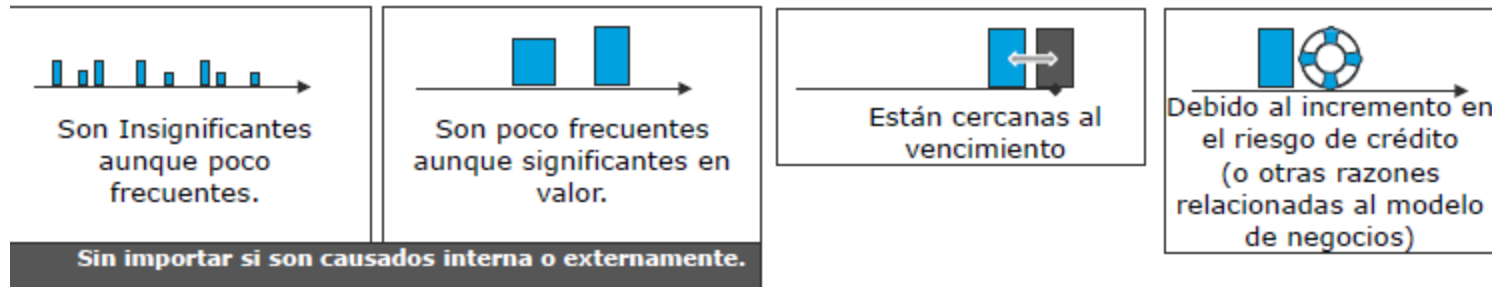 Son Insignificantes
aunque poco
frecuentes.
Son poco frecuentes
aunque significantes en
valor.
Sin importar si son causados interna o externamente.
Están cercanas al
vencimiento
Debido al incremento en
el riesgo de crédito
(o otras razones
relacionadas al modelo
de negocios)